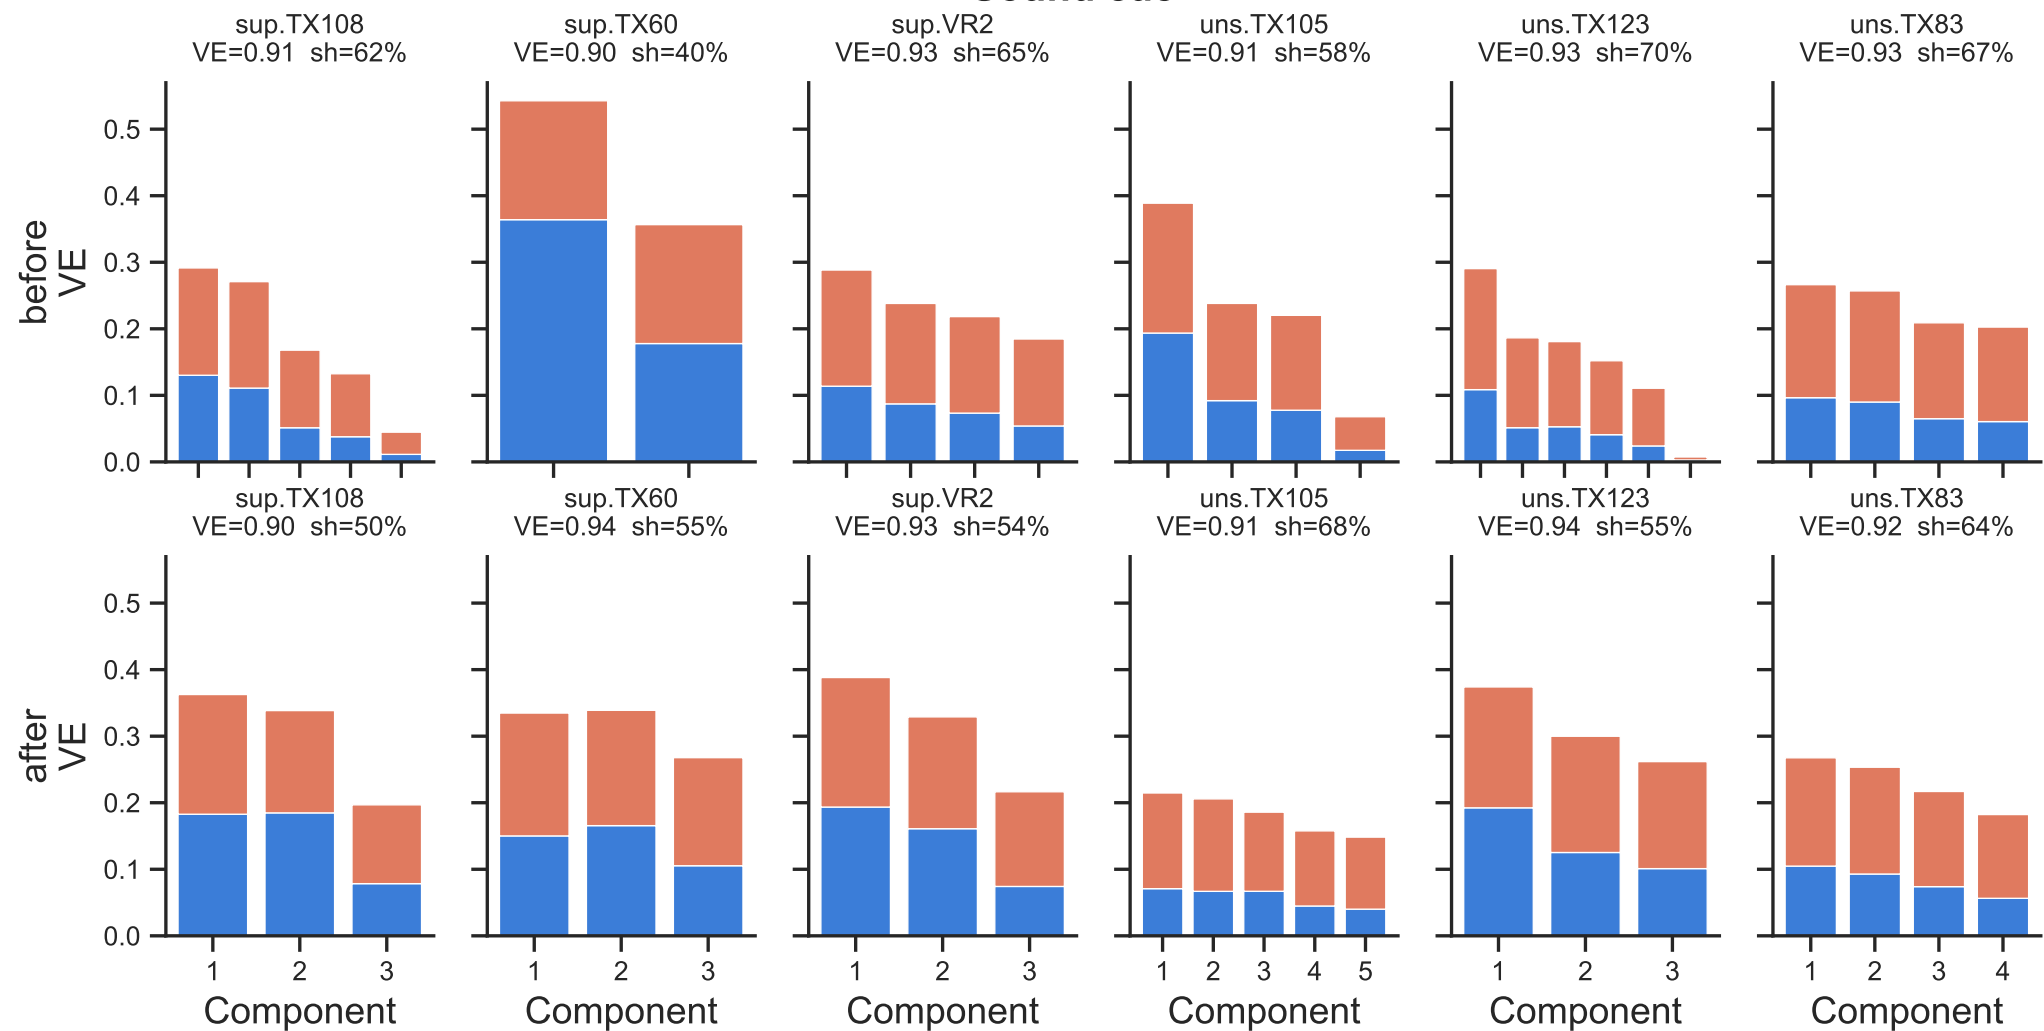 sup.TX108 sup.TX60 sup.VR2 uns.TX105 uns.TX123 uns.TX83
VE=0.91 sh=62% VE=0.90 sh=40% VE=0.93 sh=65% VE=0.91 sh=58% VE=0.93 sh=70% VE=0.93 sh=67%
before
VE
0.5
0.4
0.3
0.2
0.1
0.0
sup.TX108 sup.TX60 sup.VR2 uns.TX105 uns.TX123 uns.TX83
VE=0.90 sh=50% VE=0.94 sh=55% VE=0.93 sh=54% VE=0.91 sh=68% VE=0.94 sh=55% VE=0.92 sh=64%
after
VE
0.5
0.4
0.3
0.2
0.1
0.0
1 2 3 1 2 3 1 2 3 1 2 3 4 5 1 2 3 1 2 3 4
Component Component Component Component Component Component